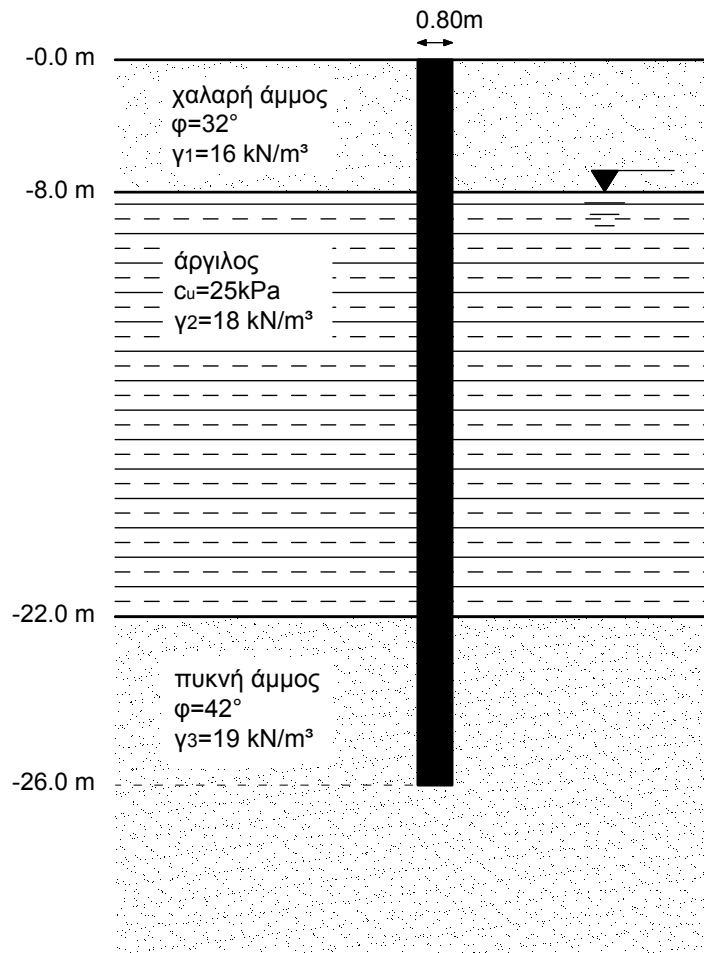 0.80m
-0.0 m
χαλαρή άμμος
φ=32°
γ1=16 kN/m³
-8.0 m
άργιλος
cu=25kPa
γ2=18 kN/m³
-22.0 m
πυκνή άμμος
φ=42°
γ3=19 kN/m³
-26.0 m